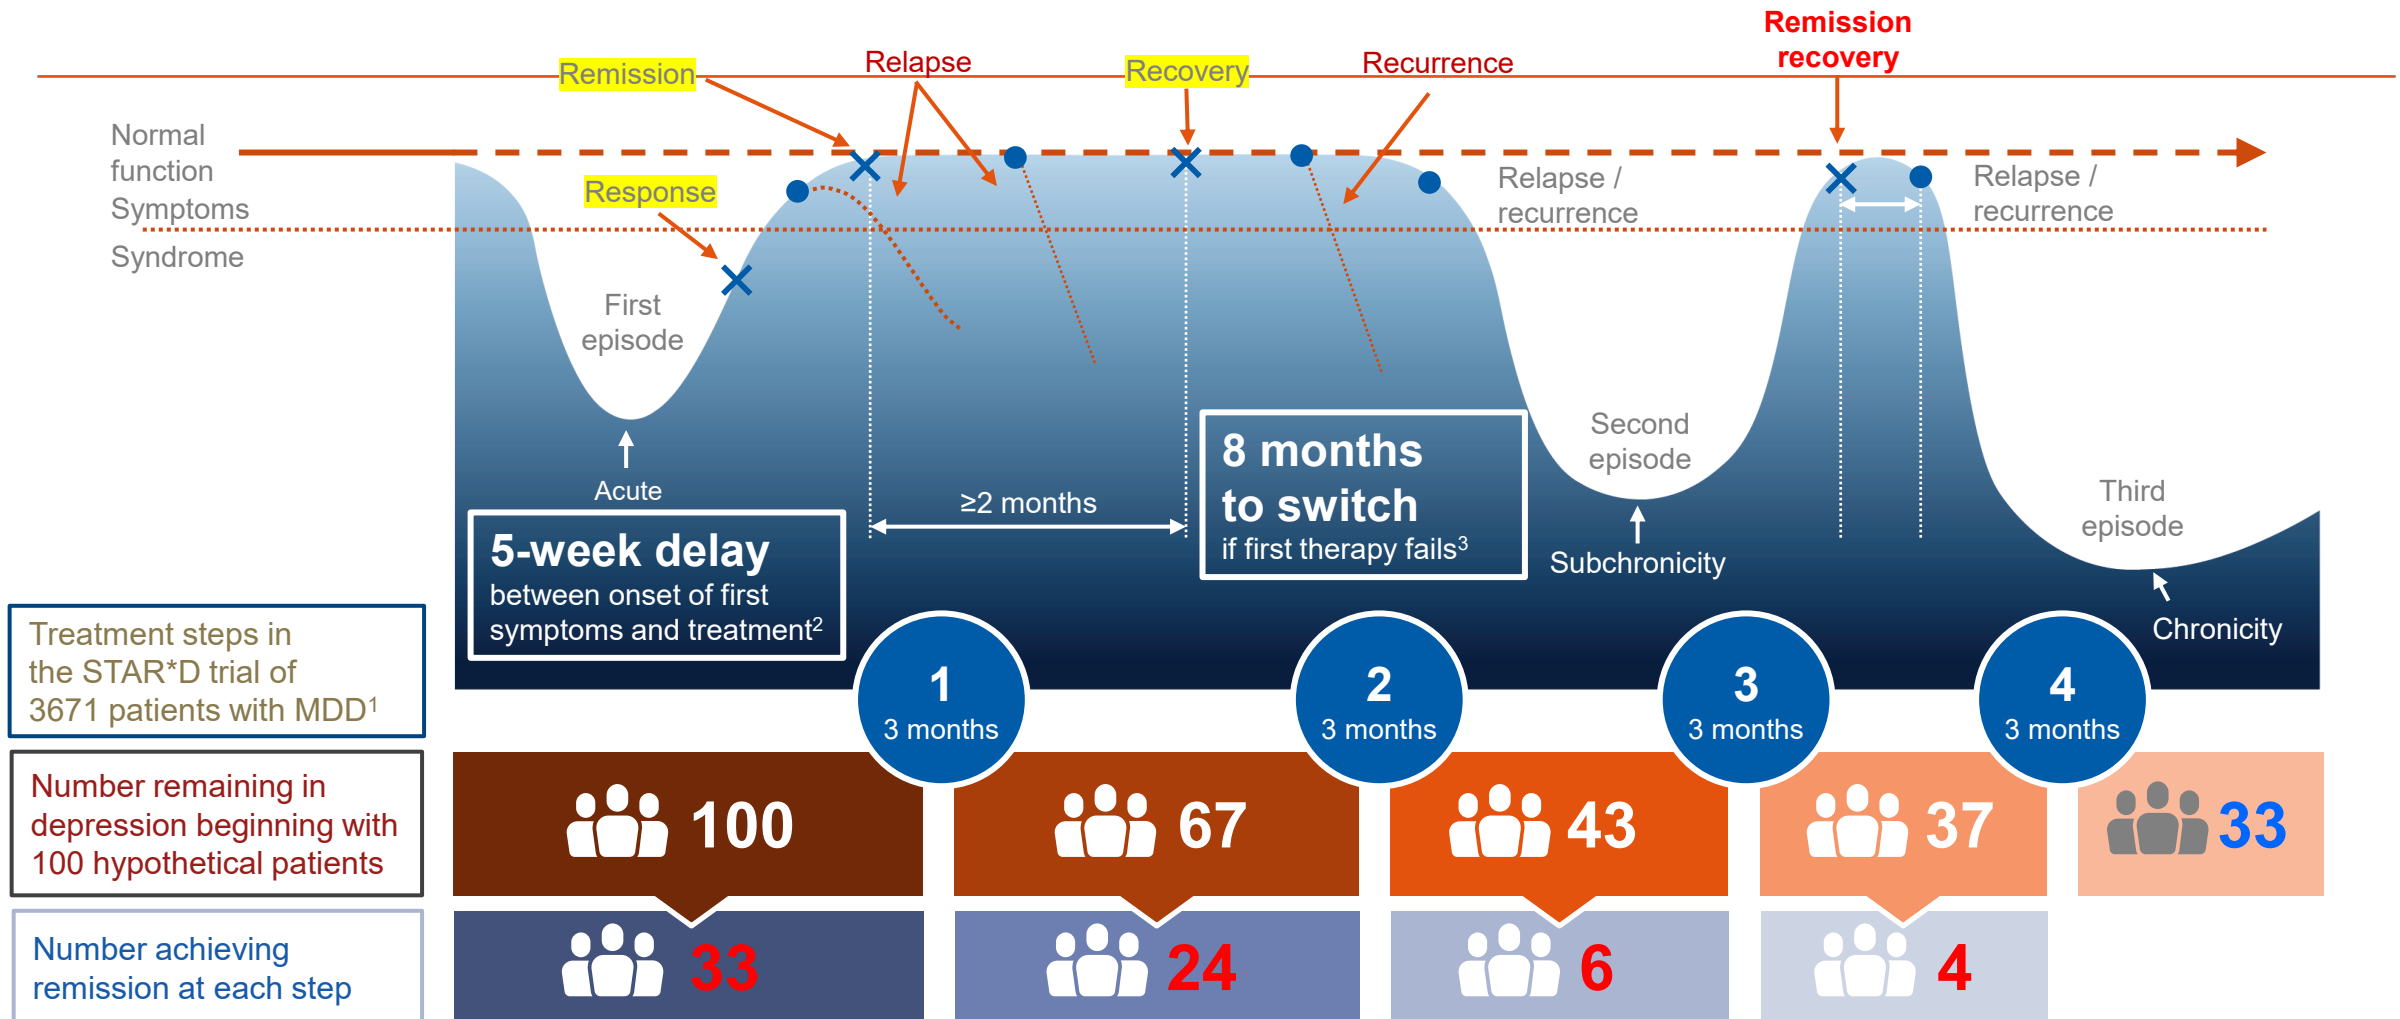 Remission
recovery
Remission
Relapse
Recovery
Recurrence
Normal
function
Symptoms
Syndrome
Response
Relapse /
recurrence
Relapse /
recurrence
First
episode
Acute
5-week delay
between onset of first
symptoms and treatment2
≥2 months
8 months
to switch
if first therapy fails3
Second
episode
Subchronicity
Third
episode
Chronicity
Treatment steps in
the STAR*D trial of
3671 patients with MDD1
1
3 months
2
3 months
3
3 months
4
3 months
Number remaining in
depression beginning with
100 hypothetical patients
100
67
43
37
33
Number achieving
remission at each step
33
24
6
4